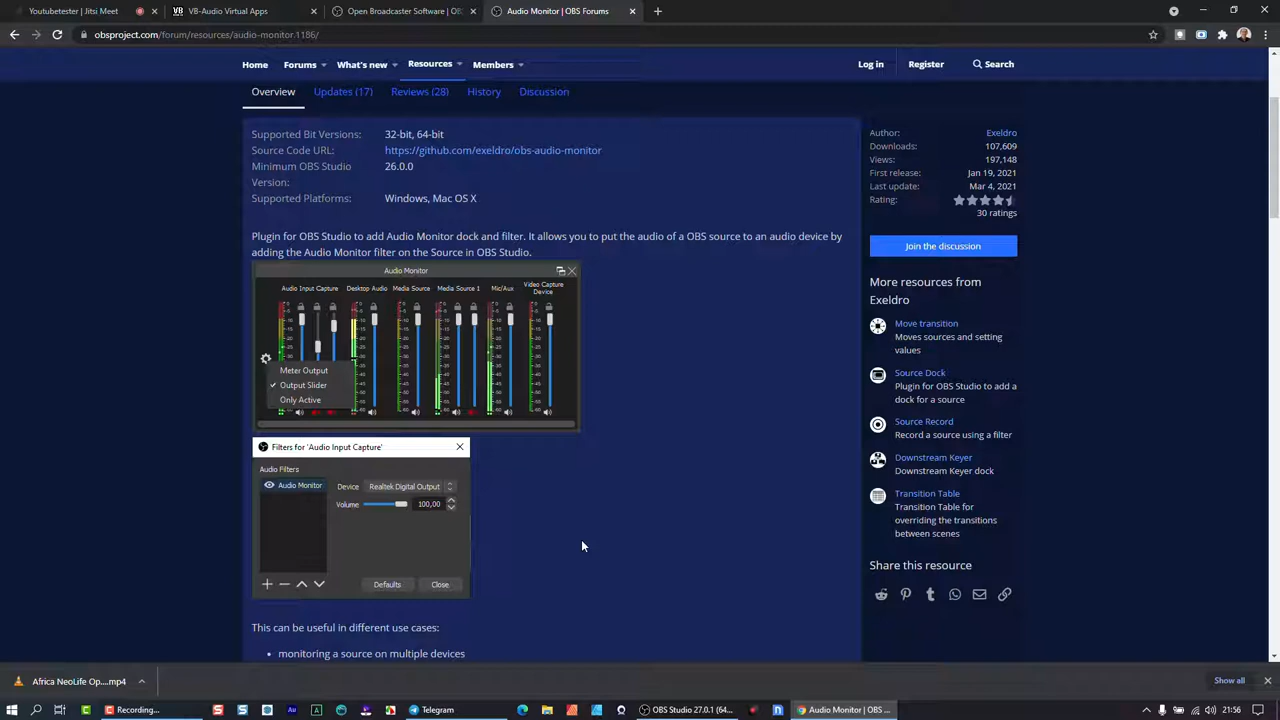 Youtubetester | Jitsi Meet
VB-Audio Virtual Apps
Open Broadcaster Software | OBS
Audio Monitor | OBS Forums
obsproject.com/forum/resources/audio-monitor.1186/
Home Forums What's new Resources Members Log in Register Search
Overview Updates (17) Reviews (28) History Discussion
Supported Bit Versions: 32-bit, 64-bit
Source Code URL: https://github.com/exeldro/obs-audio-monitor
Minimum OBS Studio 26.0.0
Version:
Supported Platforms: Windows, Mac OS X
Plugin for OBS Studio to add Audio Monitor dock and filter. It allows you to put the audio of a OBS source to an audio device by
adding the Audio Monitor filter on the Source in OBS Studio.
Audio Monitor
Audio Input Capture Desktop Audio Media Source Media Source 1 Mic/Aux Video Capture
Device
Meter Output
Output Slider
Only Active
Filters for 'Audio Input Capture'
Audio Filters
Audio Monitor
Device Realtek Digital Output
Volume 100,00
Defaults Close
This can be useful in different use cases:
• monitoring a source on multiple devices
Author: Exeldro
Downloads: 107,609
Views: 197,148
First release: Jan 19, 2021
Last update: Mar 4, 2021
Rating:
30 ratings
Join the discussion
More resources from
Exeldro
Move transition
Moves sources and setting
values
Source Dock
Plugin for OBS Studio to add a
dock for a source
Source Record
Record a source using a filter
Downstream Keyer
Downstream Keyer dock
Transition Table
Transition Table for
overriding the transitions
between scenes
Share this resource
Africa NeoLife Op....mp4
Show all
Recording...
Telegram
OBS Studio 27.0.1 (64...
Audio Monitor | OBS ...
21:56